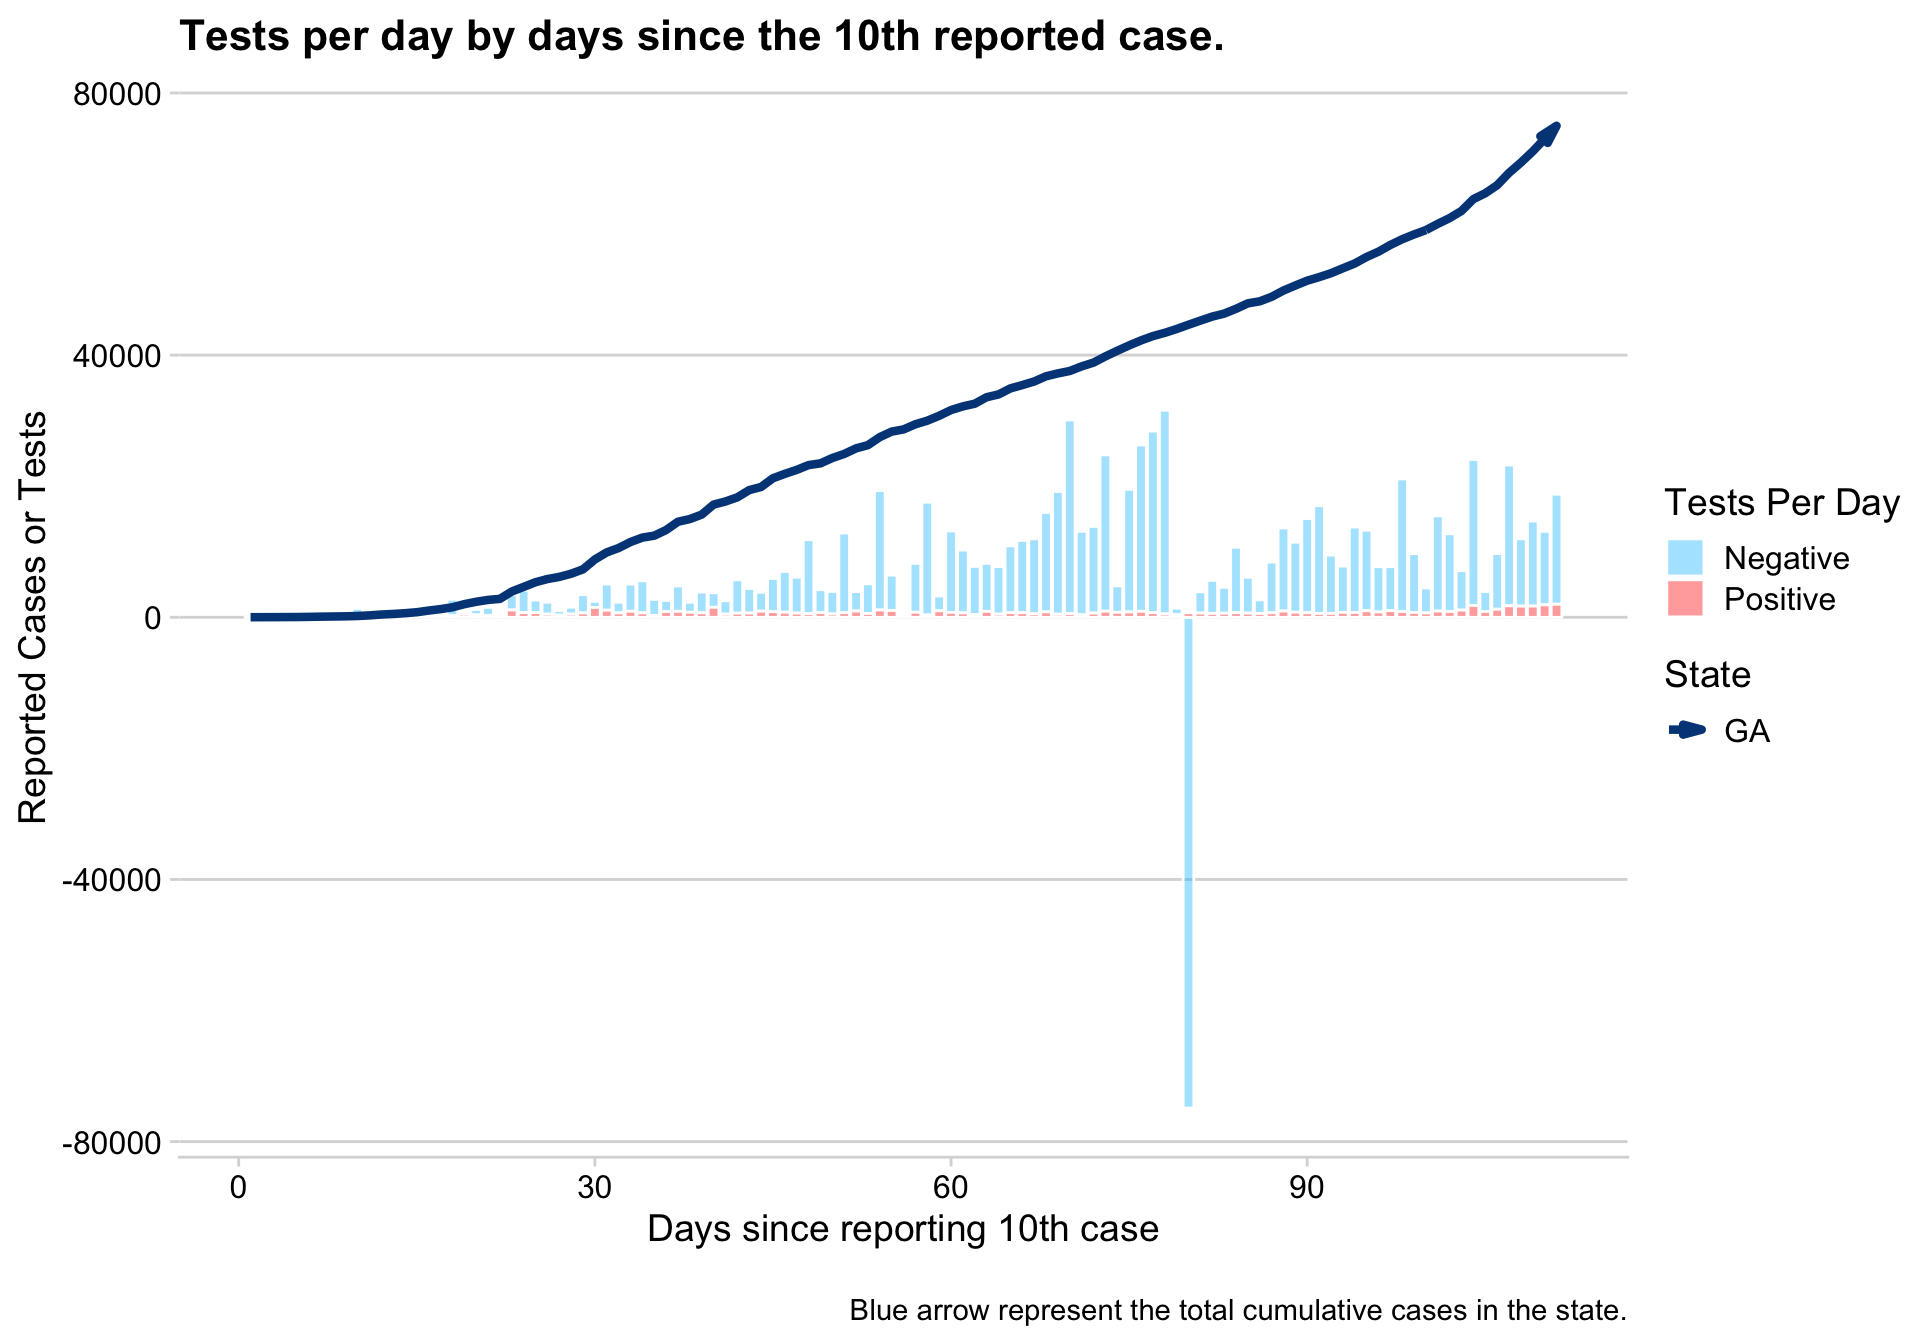 Tests per day by days since the 10th reported case.
80000
40000
0
-40000
-80000
Reported Cases or Tests
0 30 60 90
Days since reporting 10th case
Tests Per Day
Negative
Positive
State
GA
Blue arrow represent the total cumulative cases in the state.